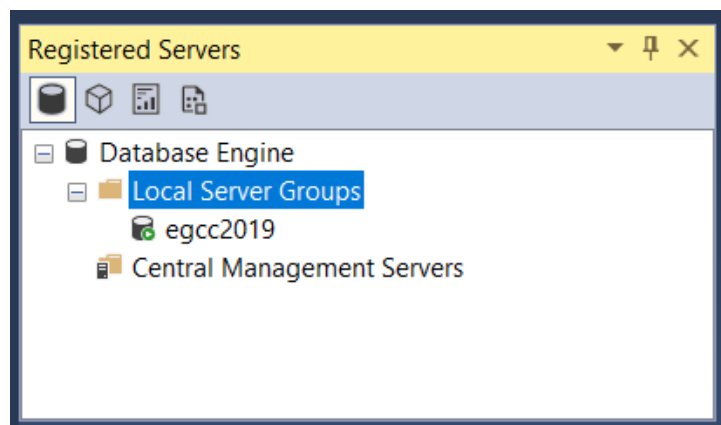 Registered Servers
Database Engine
Local Server Groups
egcc2019
Central Management Servers